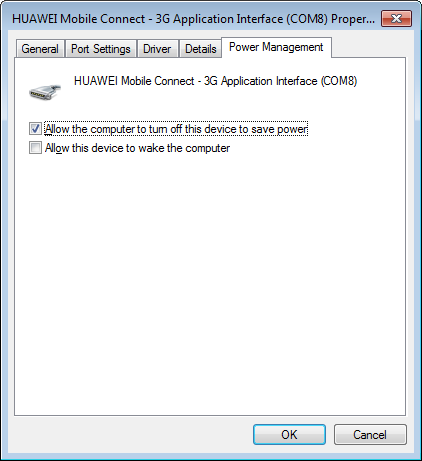 HUAWEI Mobile Connect - 3G Application Interface (COM8) Proper...
General Port Settings Driver Details Power Management
HUAWEI Mobile Connect - 3G Application Interface (COM8)
Allow the computer to turn off this device to save power
Allow this device to wake the computer
OK Cancel